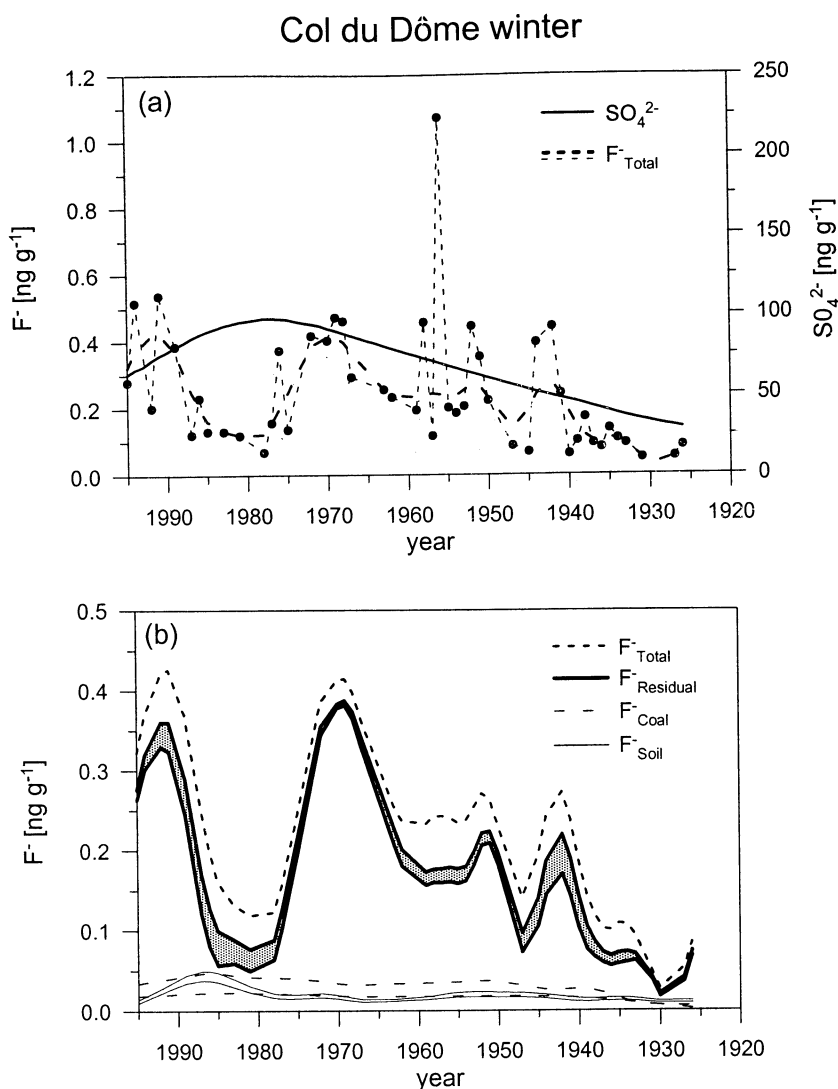 Col du Dôme winter
(a)
SO₄²⁻
F⁻Total
1.2
1.0
0.8
0.6
0.4
0.2
0.0
F⁻ [ng g⁻¹]
250
200
150
100
50
0
SO₄²⁻ [ng g⁻¹]
1990 1980 1970 1960 1950 1940 1930 1920
year
(b)
F⁻Total
F⁻Residual
F⁻Coal
F⁻Soil
0.5
0.4
0.3
0.2
0.1
0.0
F⁻ [ng g⁻¹]
1990 1980 1970 1960 1950 1940 1930 1920
year